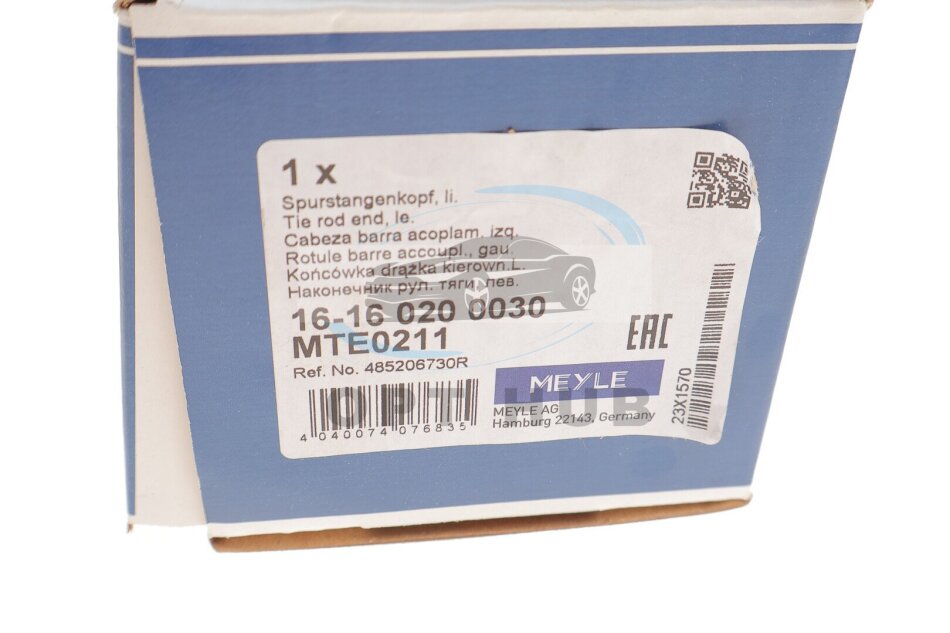 1 x
Spurstangenkopf, li.
Tie rod end, le.
Cabeza barra acoplam. izq.
Rotule barre accoupl., gau.
Końcówka drążka kierown.L.
Наконечник рул. тяги, лев.
16-16 020 0030
MTE0211
Ref. No. 485206730R
4 040074 076835
EAC
MEYLE
MEYLE AG
Hamburg 22143, Germany
23X1570
OPT HUB